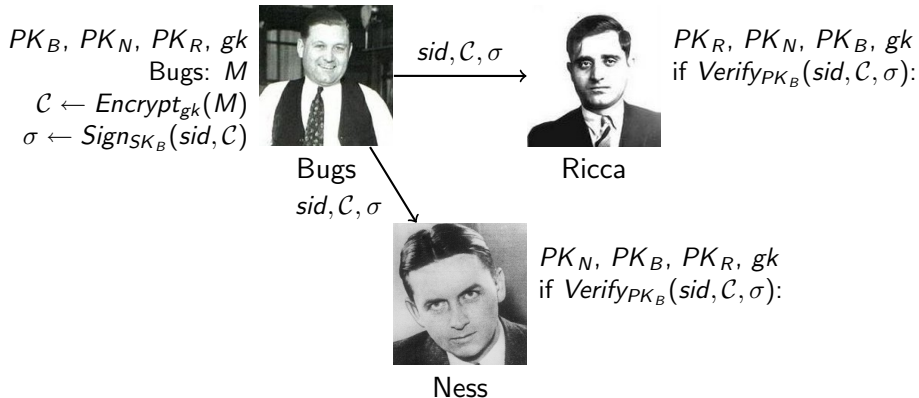 PK_B, PK_N, PK_R, gk
Bugs: M
C ← Encrypt_gk(M)
σ ← Sign_SK_B(sid, C)
Bugs
sid, C, σ
Ricca
PK_R, PK_N, PK_B, gk
if Verify_PK_B(sid, C, σ):
sid, C, σ
Ness
PK_N, PK_B, PK_R, gk
if Verify_PK_B(sid, C, σ):